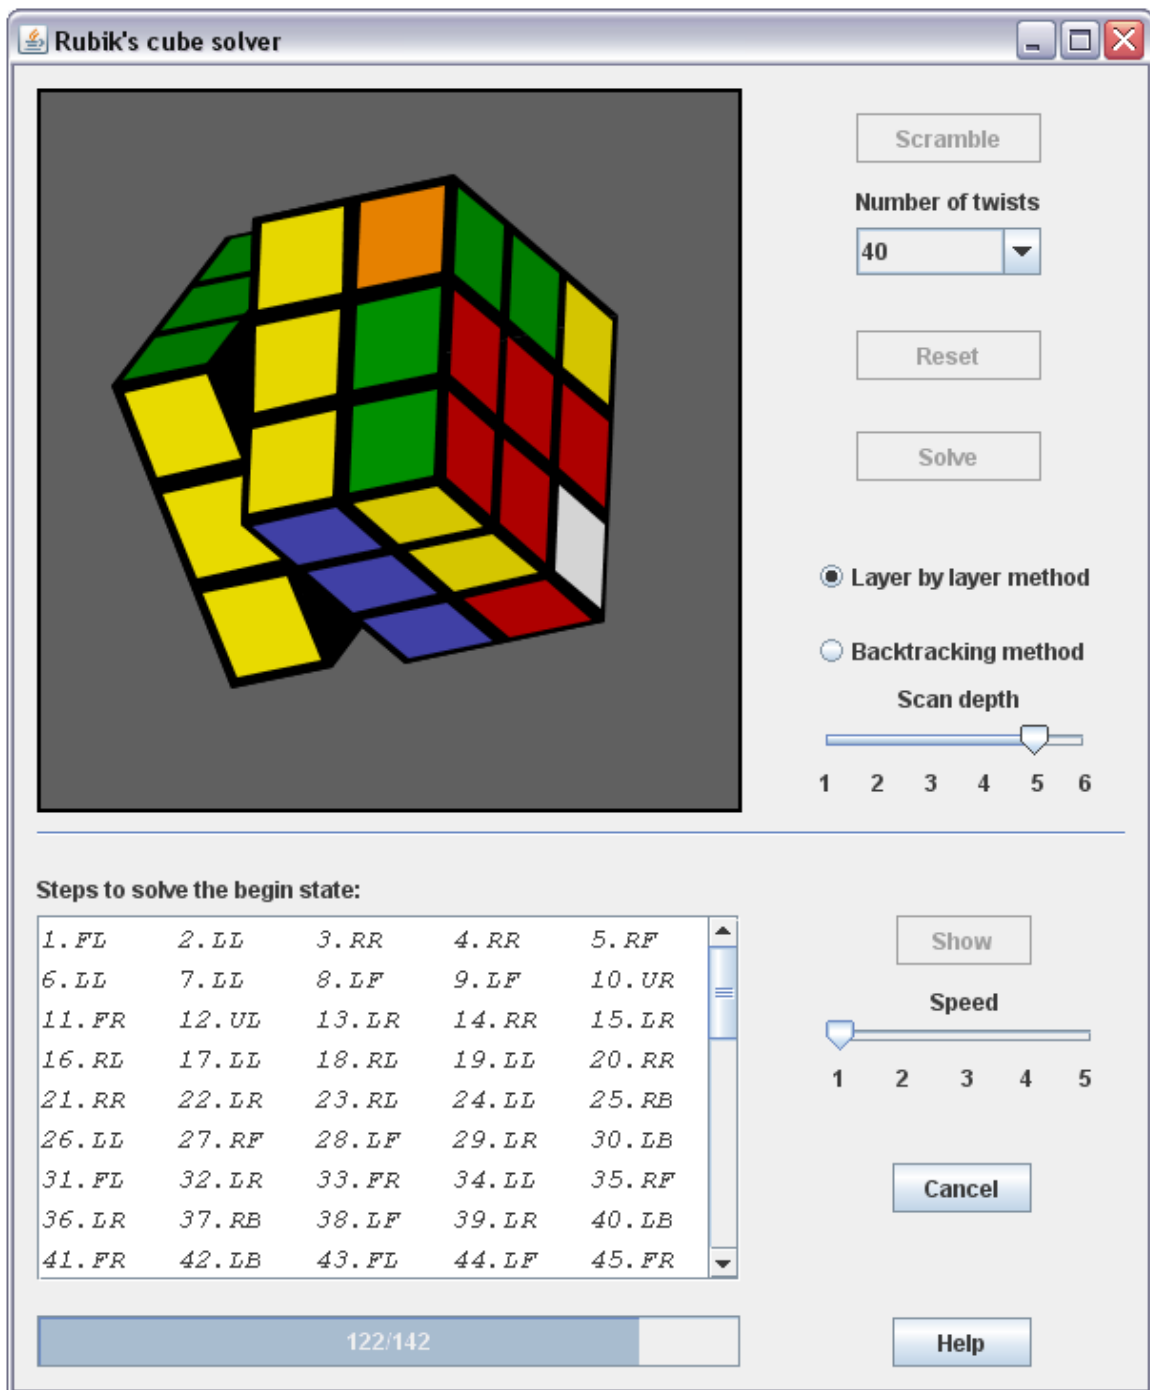 Rubik's cube solver
Scramble
Number of twists
40
Reset
Solve
Layer by layer method
Backtracking method
Scan depth
1 2 3 4 5 6
Steps to solve the begin state:
1.FL 2.LL 3.RR 4.RR 5.RF
6.LL 7.LL 8.LF 9.LF 10.UR
11.FR 12.UL 13.LR 14.RR 15.LR
16.RL 17.LL 18.RL 19.LL 20.RR
21.RR 22.LR 23.RL 24.LL 25.RB
26.LL 27.RF 28.LF 29.LR 30.LB
31.FL 32.LR 33.FR 34.LL 35.RF
36.LR 37.RB 38.LF 39.LR 40.LB
41.FR 42.LB 43.FL 44.LF 45.FR
Show
Speed
1 2 3 4 5
Cancel
122/142
Help